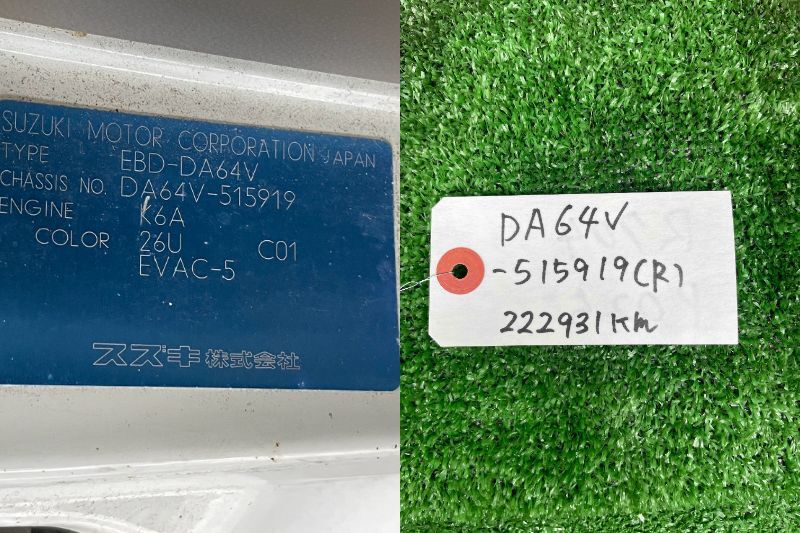 SUZUKI MOTOR CORPORATION JAPAN
TYPE EBD-DA64V
CHASSIS NO. DA64V-515919
ENGINE K6A
COLOR 26U C01
EVAC-5
スズキ株式会社
DA64V
-515919(R)
222931km